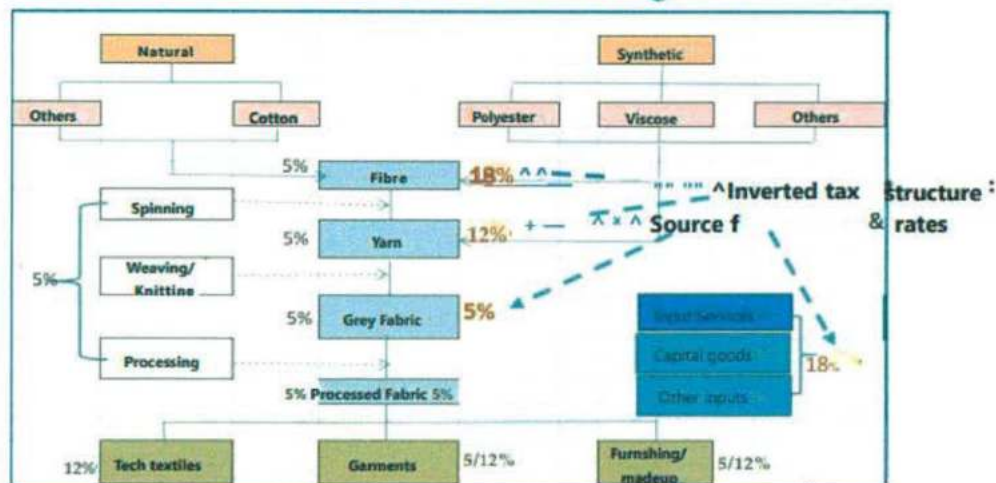 Natural
Synthetic
Others
Cotton
Polyester
Viscose
Others
5%
Fibre
18%
^Inverted tax structure :
Spinning
5%
Yarn
12%
Source f & rates
5%
Weaving/
Knittine
5%
Grey Fabric
5%
Input Services
Capital goods
18%
Other inputs
Processing
5% Processed Fabric 5%
12%
Tech textiles
Garments
5/12%
Furnshing/
madeup
5/12%